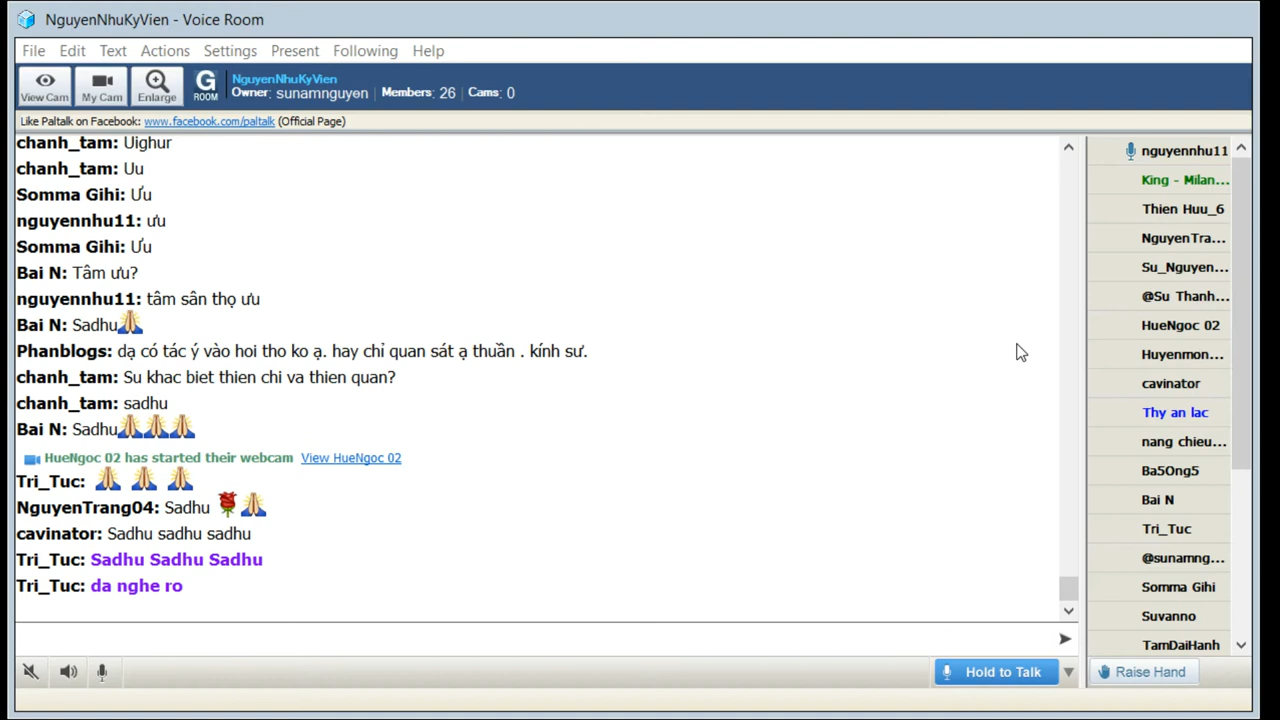 NguyenNhuKyVien - Voice Room
File Edit Text Actions Settings Present Following Help
View Cam
My Cam
Enlarge
G ROOM
NguyenNhuKyVien
Owner: sunamnguyen | Members: 26 | Cams: 0
Like Paltalk on Facebook: www.facebook.com/paltalk (Official Page)
chanh_tam: Uighur
chanh_tam: Uu
Somma Gihi: Ưu
nguyennhu11: ưu
Somma Gihi: Ưu
Bai N: Tâm ưu?
nguyennhu11: tâm sân thọ ưu
Bai N: Sadhu🙏
Phanblogs: dạ có tác ý vào hoi tho ko ạ. hay chỉ quan sát ạ thuần . kính sư.
chanh_tam: Su khac biet thien chi va thien quan?
chanh_tam: sadhu
Bai N: Sadhu🙏🙏🙏
HueNgoc 02 has started their webcam View HueNgoc 02
Tri_Tuc: 🙏 🙏 🙏
NguyenTrang04: Sadhu 🌹🙏
cavinator: Sadhu sadhu sadhu
Tri_Tuc: Sadhu Sadhu Sadhu
Tri_Tuc: da nghe ro
nguyennhu11
King - Milan...
Thien Huu_6
NguyenTra...
Su_Nguyen...
@Su Thanh...
HueNgoc 02
Huyenmon...
cavinator
Thy an lac
nang chieu...
Ba5Ong5
Bai N
Tri_Tuc
@sunamng...
Somma Gihi
Suvanno
TamDaiHanh
Hold to Talk
Raise Hand